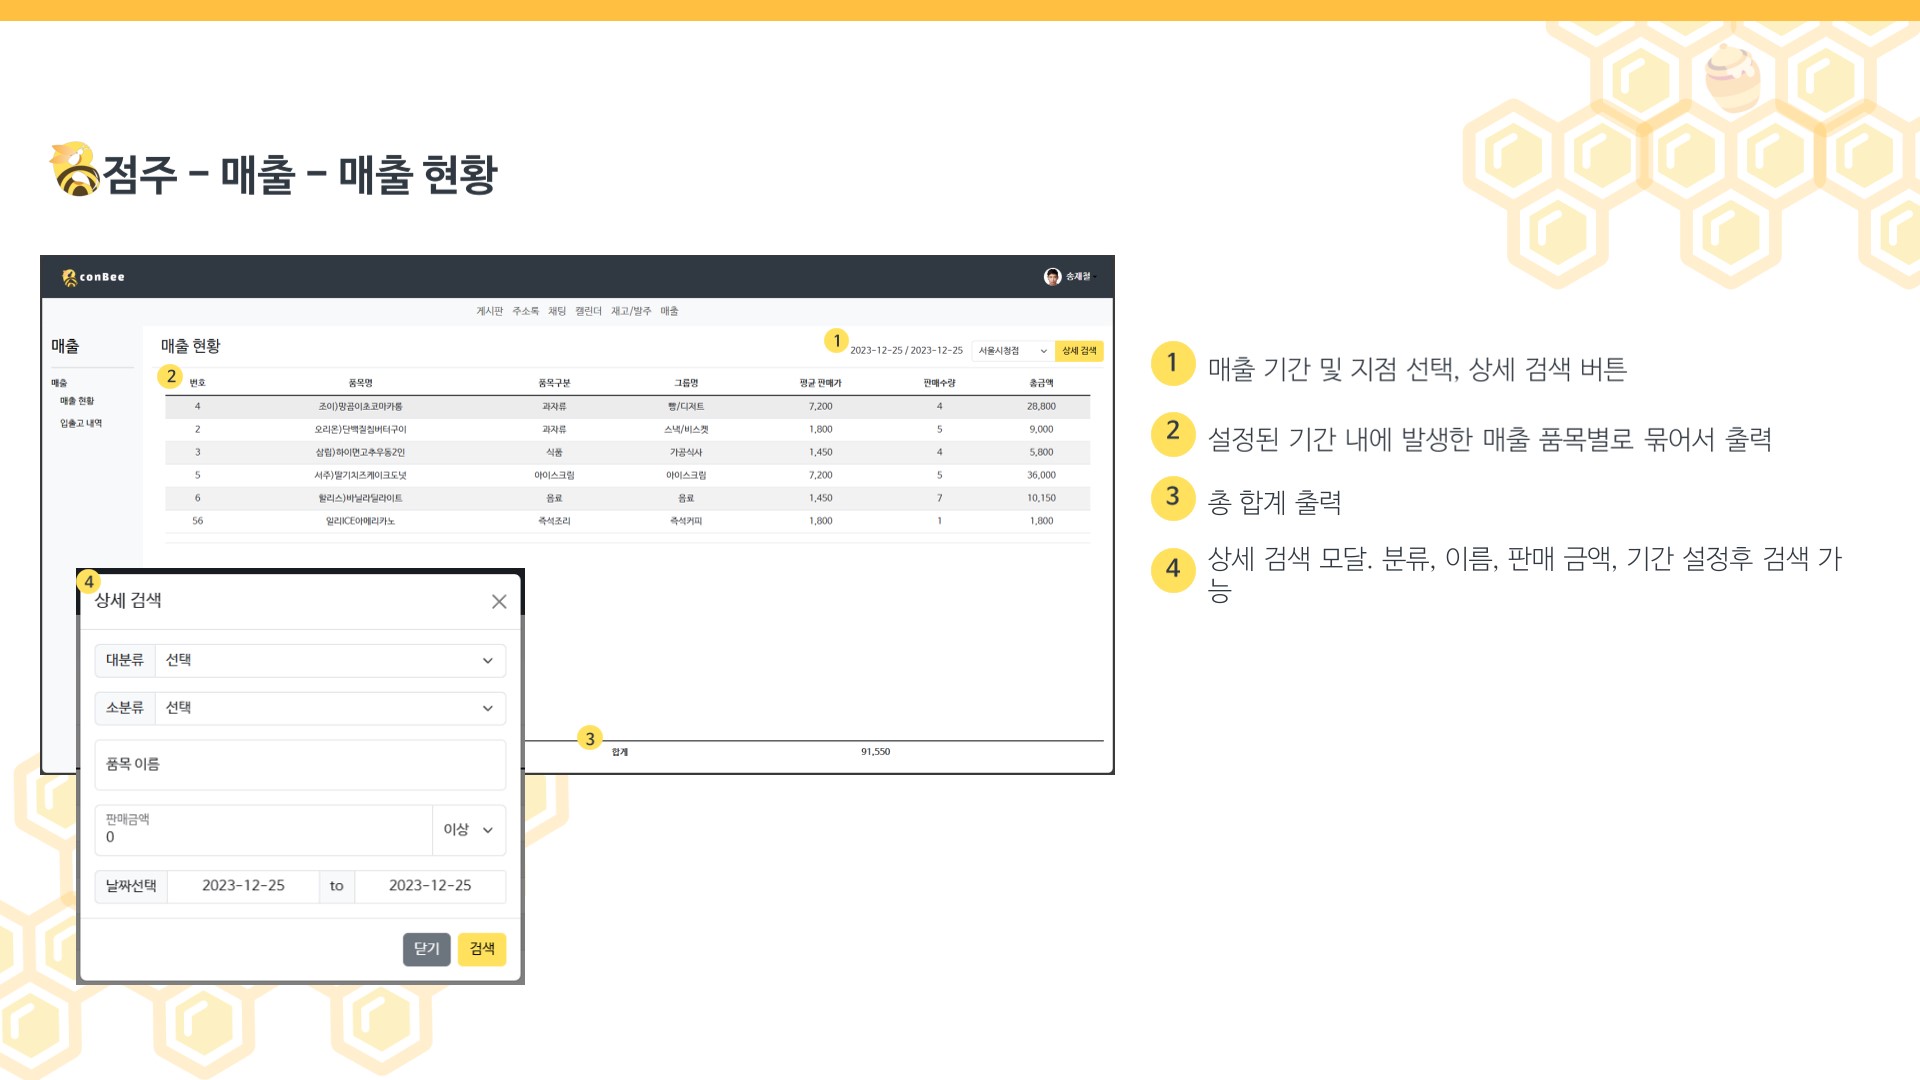 점주 - 매출 - 매출 현황
conBee
송재철
게시판 주소록 채팅 캘린더 재고/발주 매출
매출
매출
매출 현황
입출고 내역
매출 현황
1
2023-12-25 / 2023-12-25 서울시청점 상세 검색
2
번호 품목명 품목구분 그룹명 평균 판매가 판매수량 총금액
4 조이)망곰이초코마카롱 과자류 빵/디저트 7,200 4 28,800
2 오리온)단백질칩버터구이 과자류 스낵/비스켓 1,800 5 9,000
3 삼립)하이면고추우동2인 식품 가공식사 1,450 4 5,800
5 서주)딸기치즈케이크도넛 아이스크림 아이스크림 7,200 5 36,000
6 할리스)바닐라딜라이트 음료 음료 1,450 7 10,150
56 일리ICE아메리카노 즉석조리 즉석커피 1,800 1 1,800
3
합계 91,550
4
상세 검색
대분류 선택
소분류 선택
품목 이름
판매금액
0
이상
날짜선택 2023-12-25 to 2023-12-25
닫기 검색
1 매출 기간 및 지점 선택, 상세 검색 버튼
2 설정된 기간 내에 발생한 매출 품목별로 묶어서 출력
3 총 합계 출력
4 상세 검색 모달. 분류, 이름, 판매 금액, 기간 설정후 검색 가
능